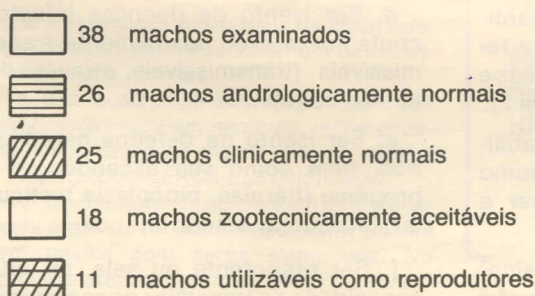 38 machos examinados
26 machos andrologicamente normais
25 machos clinicamente normais
18 machos zootecnicamente aceitáveis
11 machos utilizáveis como reprodutores